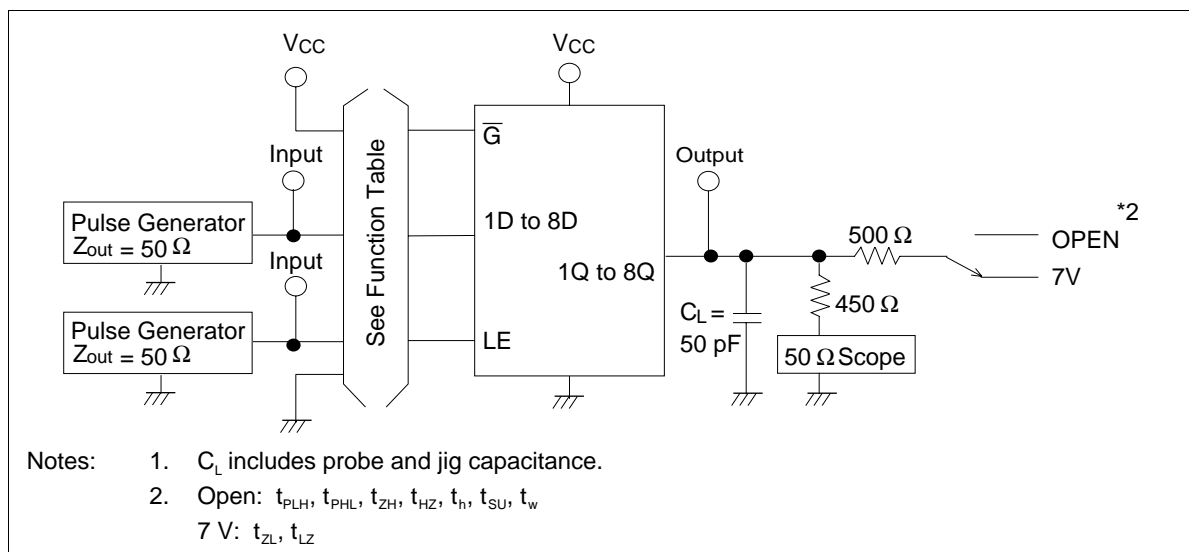 VCC
VCC
G
Input
Output
See Function Table
Pulse Generator
Zout = 50 Ω
1D to 8D
*2
500 Ω
OPEN
Input
1Q to 8Q
7V
450 Ω
CL =
50 pF
Pulse Generator
Zout = 50 Ω
LE
50 Ω Scope
Notes: 1. CL includes probe and jig capacitance.
2. Open: tPLH, tPHL, tZH, tHZ, th, tSU, tw
7 V: tZL, tLZ